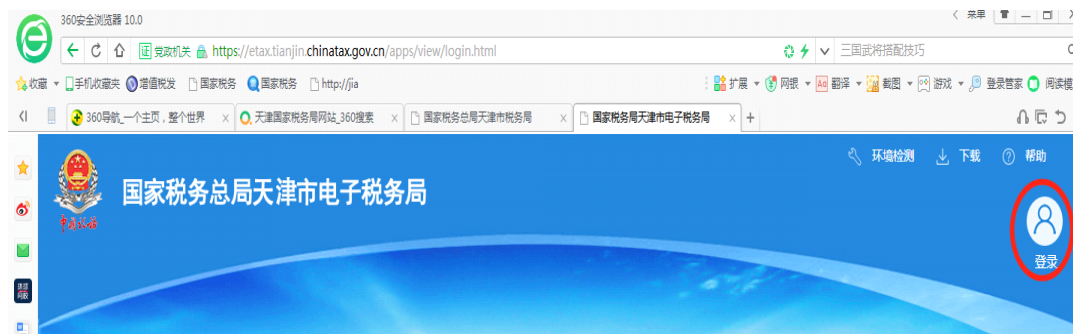 360安全浏览器 10.0
菜单
证 党政机关 https://etax.tianjin.chinatax.gov.cn/apps/view/login.html
三国武将搭配技巧
收藏 手机收藏夹 增值税发 国家税务 国家税务 http://jia 扩展 网银 翻译 截图 游戏 登录管家 阅读模
360导航_一个主页，整个世界 天津国家税务局网站_360搜索 国家税务总局天津市税务局 国家税务局天津市电子税务局
环境检测 下载 帮助
国家税务总局天津市电子税务局
中国税务
登录